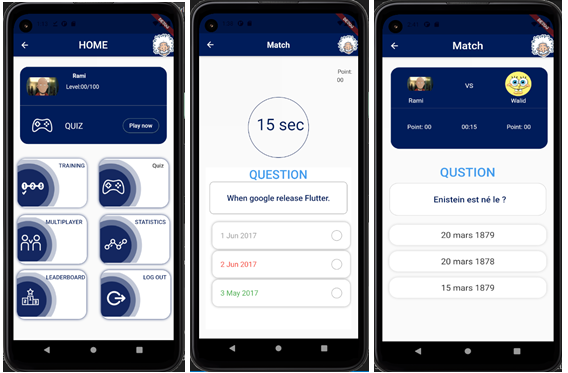 HOME
Rami
Level:00/100
QUIZ
Play now
TRAINING
Quiz
MULTIPLAYER
STATISTICS
LEADERBOARD
LOG OUT
Match
Point:
00
15 sec
QUESTION
When google release Flutter.
1 Jun 2017
2 Jun 2017
3 May 2017
Match
VS
Rami
Walid
Point: 00
00:15
Point: 00
QUSTION
Enistein est né le ?
20 mars 1879
20 mars 1878
15 mars 1879